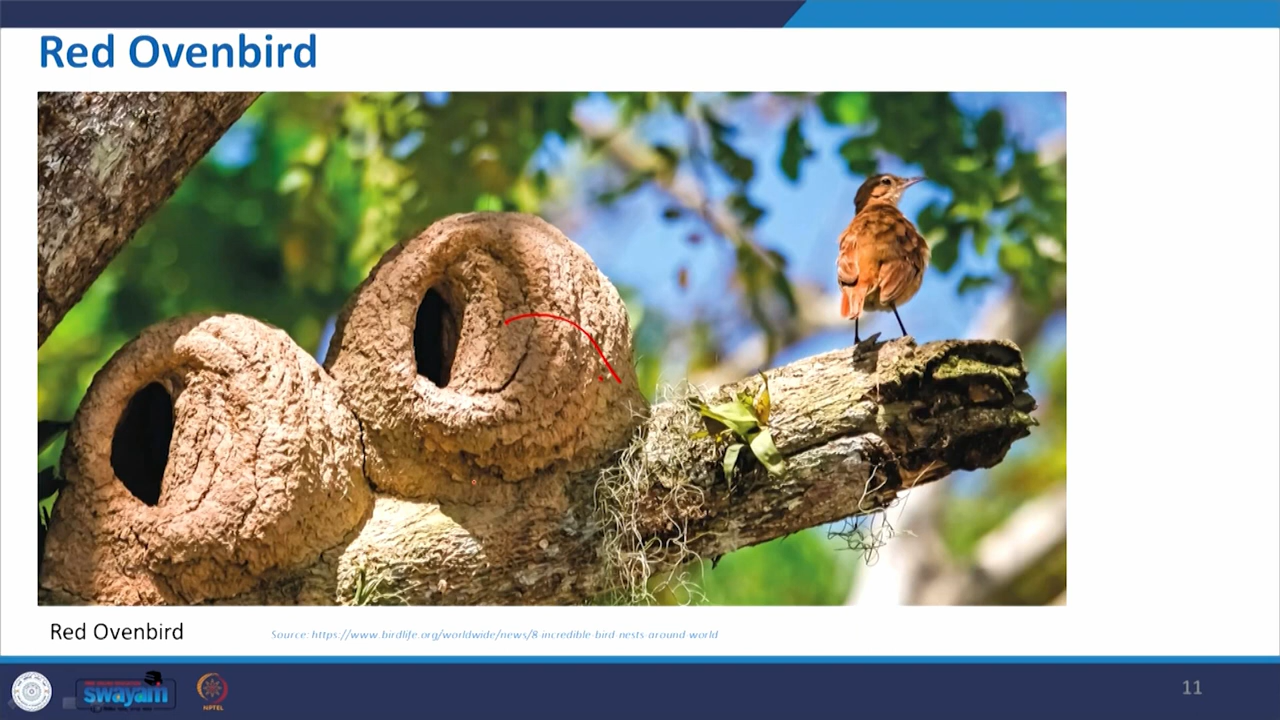 Red Ovenbird
Red Ovenbird
Source: https://www.birdlife.org/worldwide/news/8-incredible-bird-nests-around-world
swayam
NPTEL
11